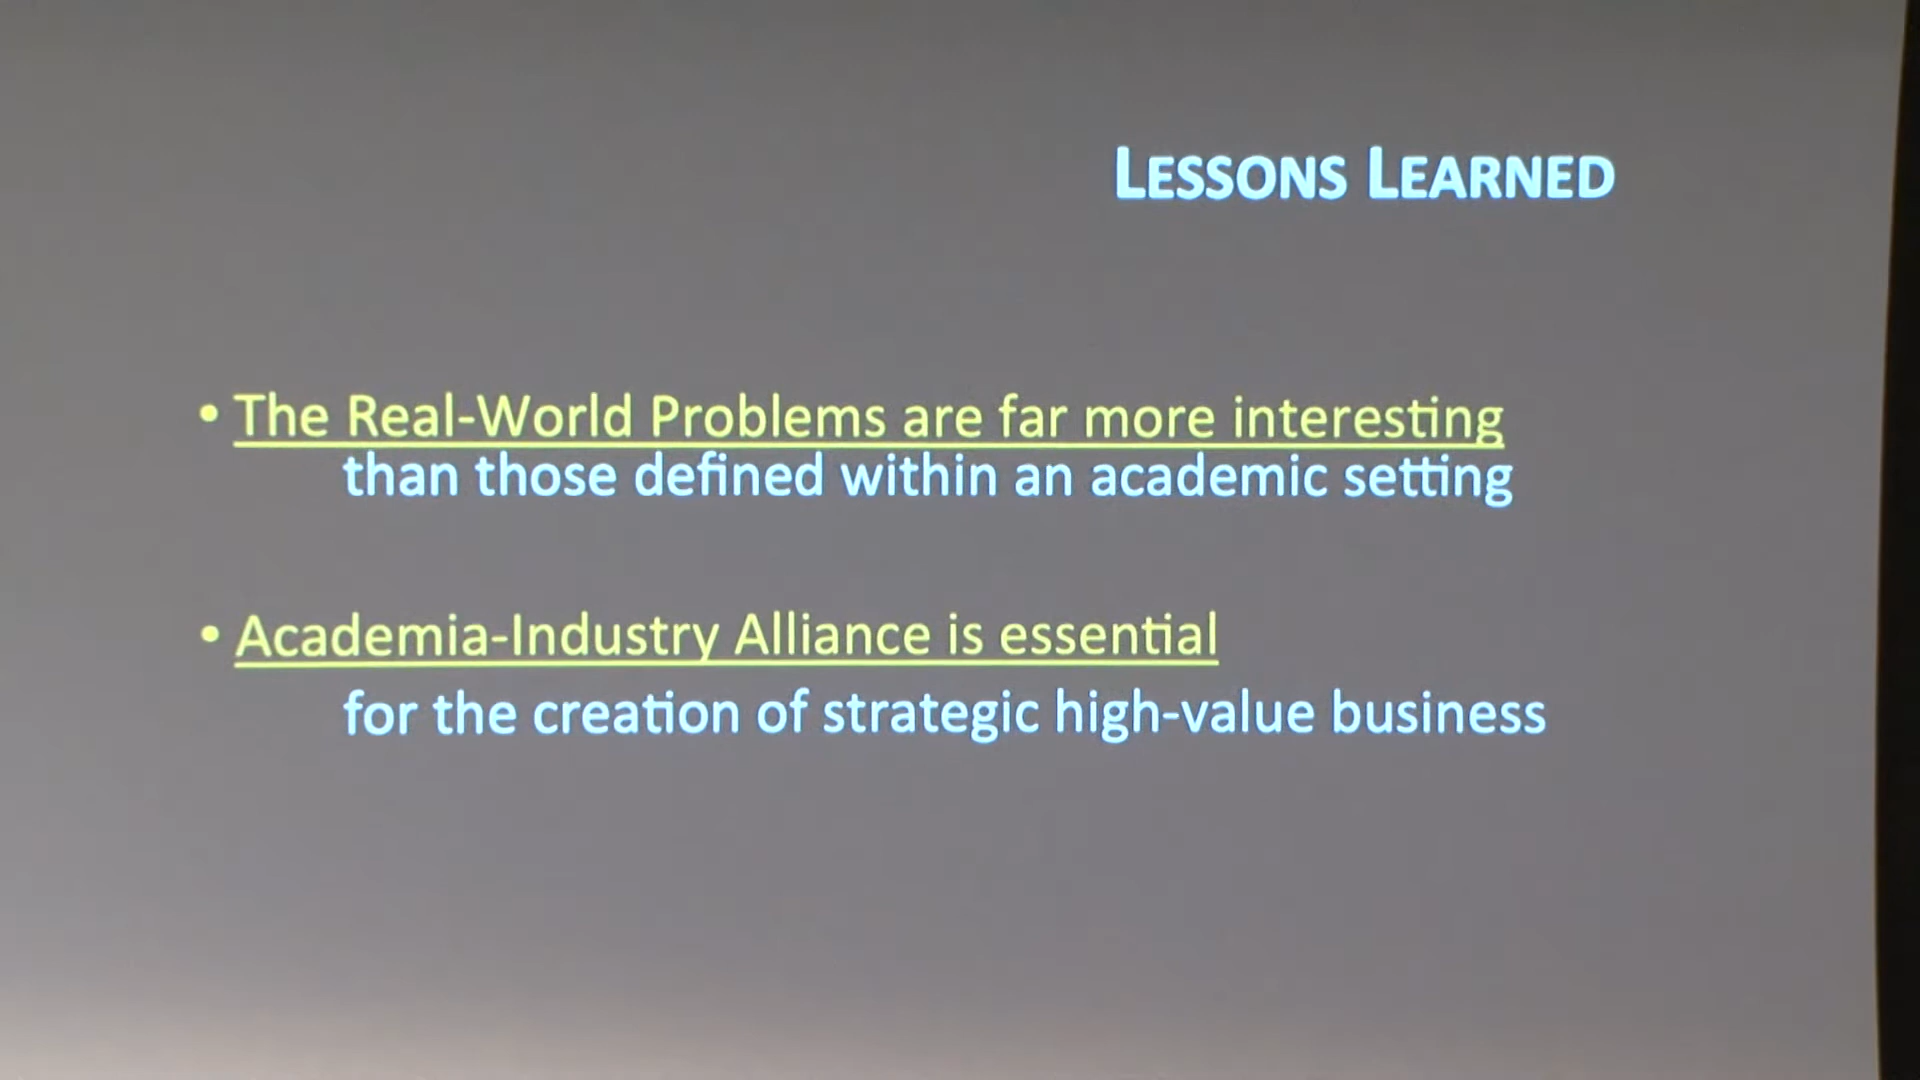 LESSONS LEARNED
• The Real-World Problems are far more interesting
than those defined within an academic setting
• Academia-Industry Alliance is essential
for the creation of strategic high-value business